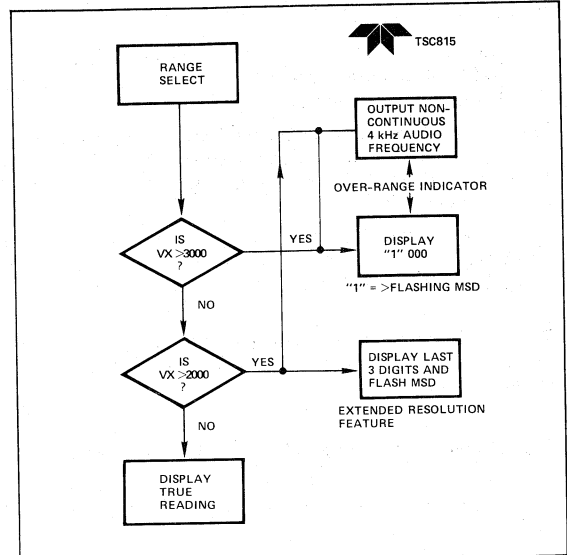 TSC815
RANGE
SELECT
OUTPUT NON-
CONTINUOUS
4 kHz AUDIO
FREQUENCY
OVER-RANGE INDICATOR
IS
VX >3000
?
YES
DISPLAY
"1" 000
"1" = >FLASHING MSD
NO
IS
VX >2000
?
YES
DISPLAY LAST
3 DIGITS AND
FLASH MSD
EXTENDED RESOLUTION
FEATURE
NO
DISPLAY
TRUE
READING